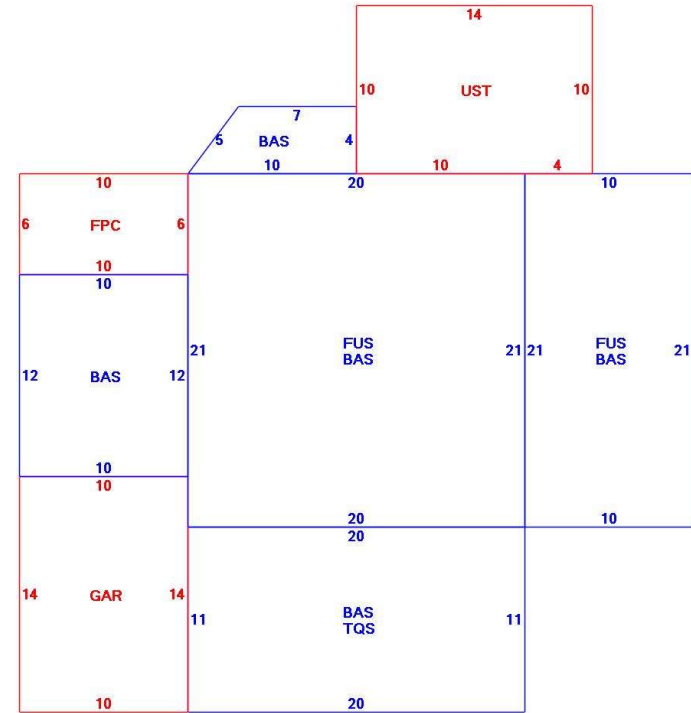 14
10 UST 10
7
5 BAS 4
10 10 4
10 20 10
6 FPC 6
10
10
21 FUS BAS 21 21 FUS BAS 21
12 BAS 12
10
10
20 10
20
14 GAR 14
11 BAS TQS 11
10 20